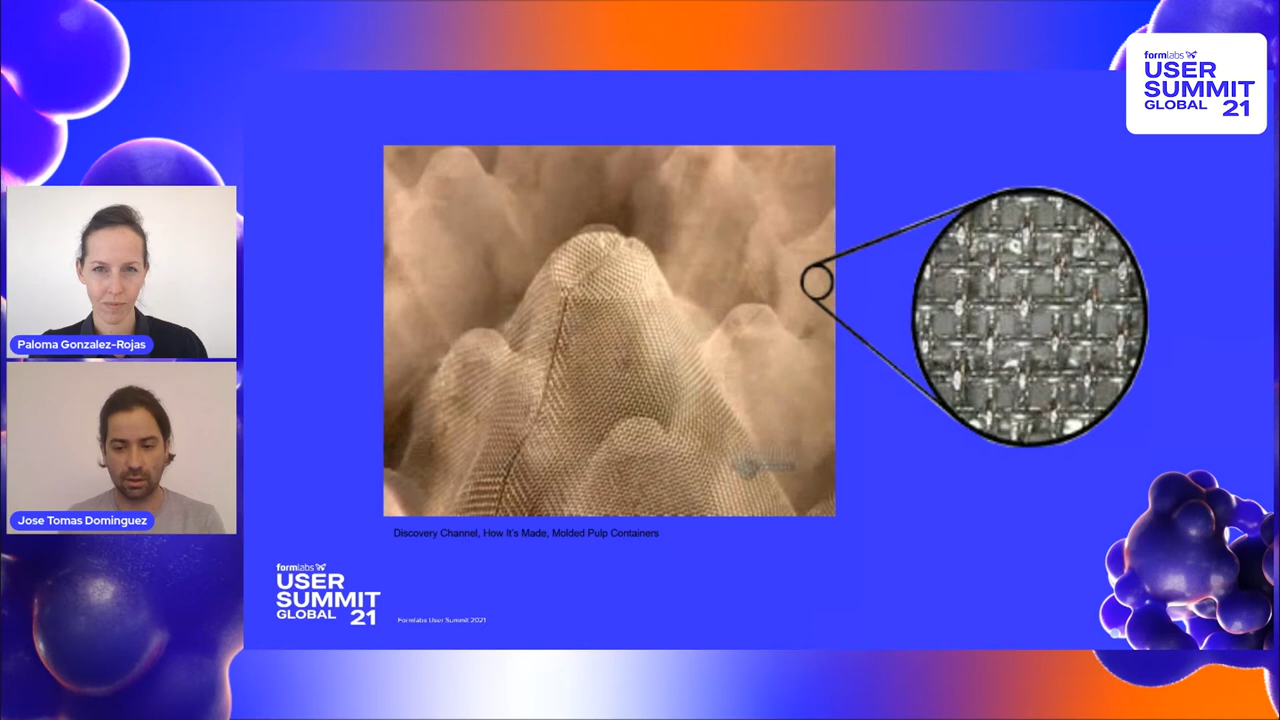 formlabs
USER
SUMMIT
GLOBAL 21
Paloma Gonzalez-Rojas
Jose Tomas Dominguez
Discovery Channel, How It's Made, Molded Pulp Containers
formlabs
USER
SUMMIT
GLOBAL 21
Formlabs User Summit 2021